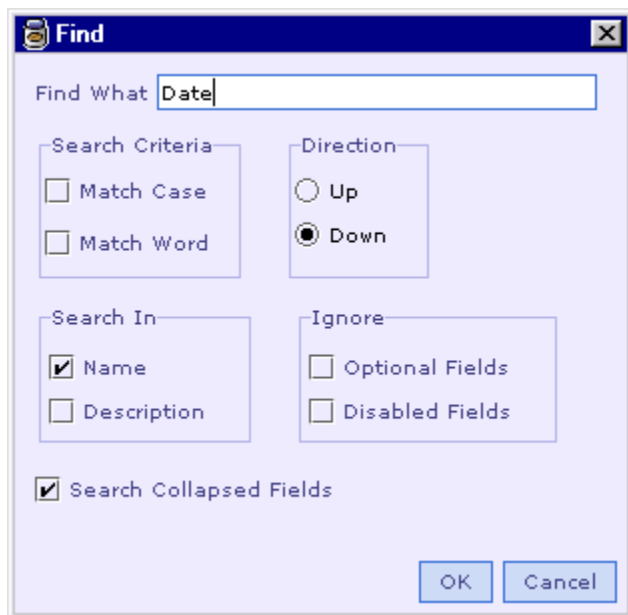 Find
Find What Date
Search Criteria
Match Case
Match Word
Direction
Up
Down
Search In
Name
Description
Ignore
Optional Fields
Disabled Fields
Search Collapsed Fields
OK Cancel